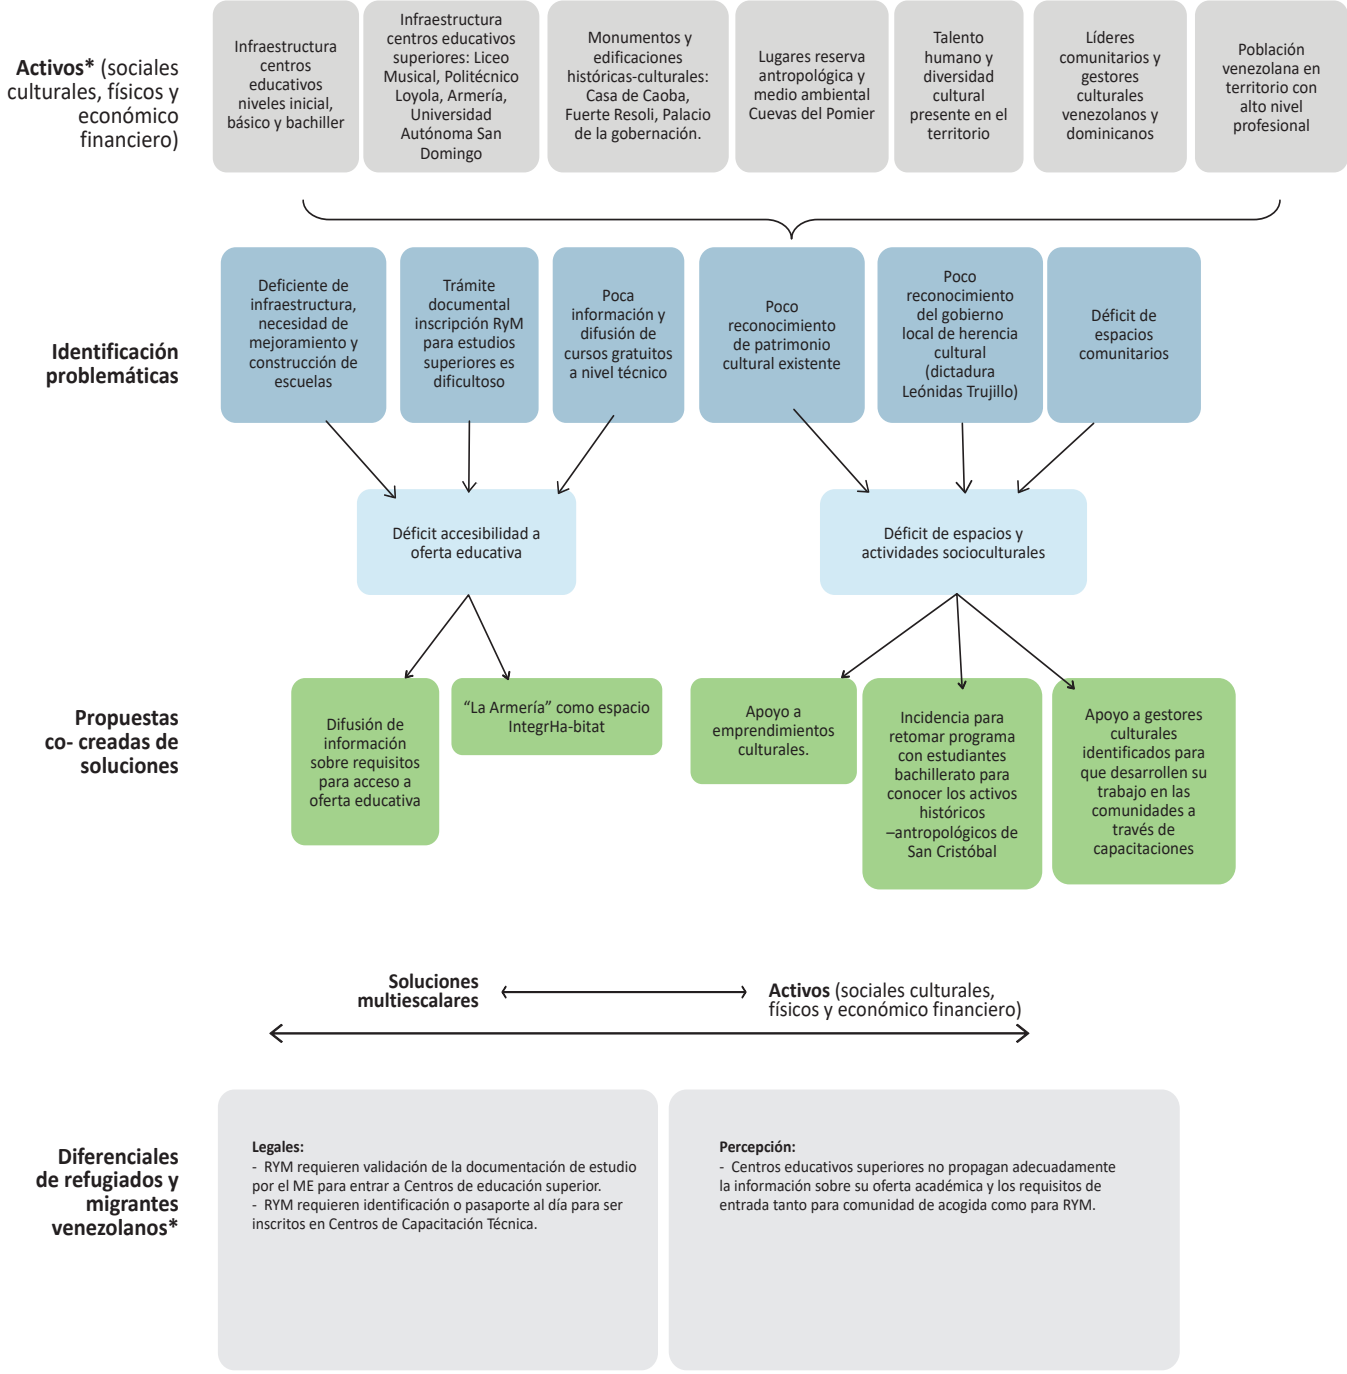 Activos* (sociales
culturales, físicos y
económico
financiero)
Infraestructura
centros
educativos
niveles inicial,
básico y bachiller
Infraestructura
centros educativos
superiores: Liceo
Musical, Politécnico
Loyola, Armería,
Universidad
Autónoma San
Domingo
Monumentos y
edificaciones
históricas-culturales:
Casa de Caoba,
Fuerte Resoli, Palacio
de la gobernación.
Lugares reserva
antropológica y
medio ambiental
Cuevas del Pomier
Talento
humano y
diversidad
cultural
presente en el
territorio
Líderes
comunitarios y
gestores
culturales
venezolanos y
dominicanos
Población
venezolana en
territorio con
alto nivel
profesional
Identificación
problemáticas
Deficiente de
infraestructura,
necesidad de
mejoramiento y
construcción de
escuelas
Trámite
documental
inscripción RyM
para estudios
superiores es
dificultoso
Poca
información y
difusión de
cursos gratuitos
a nivel técnico
Poco
reconocimiento
de patrimonio
cultural existente
Poco
reconocimiento
del gobierno
local de herencia
cultural
(dictadura
Leónidas Trujillo)
Déficit de
espacios
comunitarios
Déficit accesibilidad a
oferta educativa
Déficit de espacios y
actividades socioculturales
Propuestas
co- creadas de
soluciones
Difusión de
información
sobre requisitos
para acceso a
oferta educativa
“La Armería” como espacio
IntegrHa-bitat
Apoyo a
emprendimientos
culturales.
Incidencia para
retomar programa
con estudiantes
bachillerato para
conocer los activos
históricos
–antropológicos de
San Cristóbal
Apoyo a gestores
culturales
identificados para
que desarrollen su
trabajo en las
comunidades a
través de
capacitaciones
Soluciones
multiescalares
Activos (sociales culturales,
físicos y económico financiero)
Diferenciales
de refugiados y
migrantes
venezolanos*
Legales:
- RYM requieren validación de la documentación de estudio
por el ME para entrar a Centros de educación superior.
- RYM requieren identificación o pasaporte al día para ser
inscritos en Centros de Capacitación Técnica.
Percepción:
- Centros educativos superiores no propagan adecuadamente
la información sobre su oferta académica y los requisitos de
entrada tanto para comunidad de acogida como para RYM.